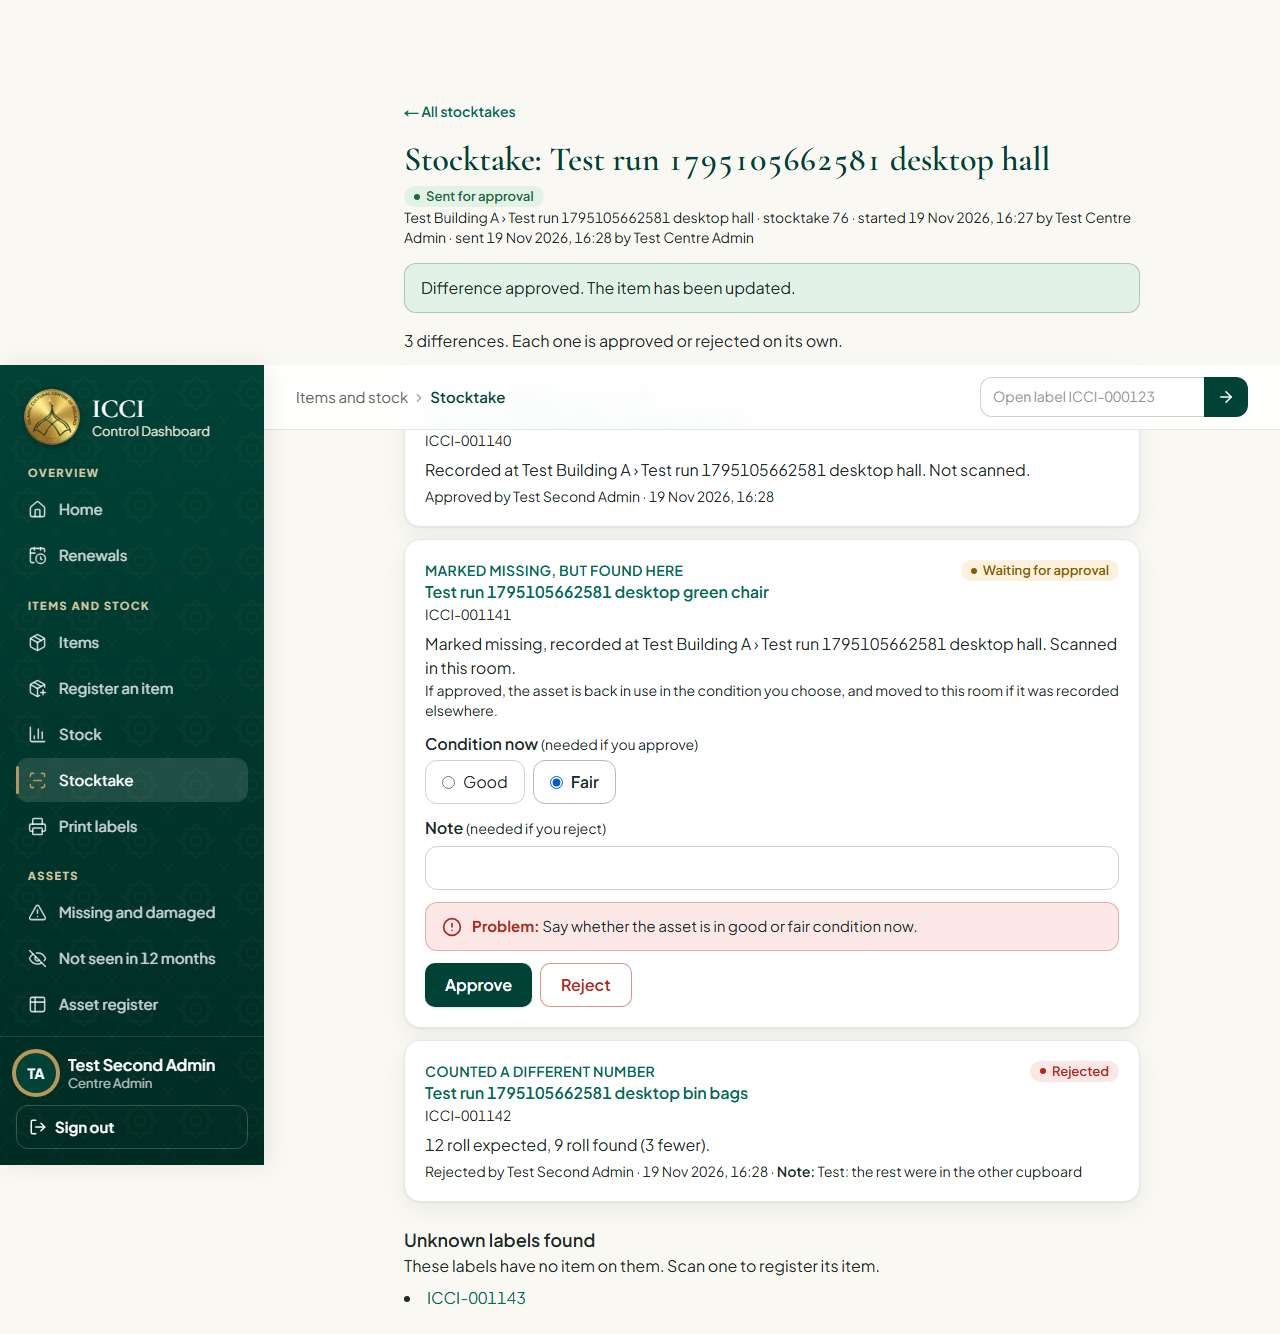 ← All stocktakes
Stocktake: Test run 1795105662581 desktop hall
Sent for approval
Test Building A › Test run 1795105662581 desktop hall · stocktake 76 · started 19 Nov 2026, 16:27 by Test Centre
Admin · sent 19 Nov 2026, 16:28 by Test Centre Admin
Difference approved. The item has been updated.
3 differences. Each one is approved or rejected on its own.
ICCI
Control Dashboard
OVERVIEW
Home
Renewals
ITEMS AND STOCK
Items
Register an item
Stock
Stocktake
Print labels
ASSETS
Missing and damaged
Not seen in 12 months
Asset register
TA
Test Second Admin
Centre Admin
Sign out
Items and stock › Stocktake
Open label ICCI-000123
ICCI-001140
Recorded at Test Building A › Test run 1795105662581 desktop hall. Not scanned.
Approved by Test Second Admin · 19 Nov 2026, 16:28
MARKED MISSING, BUT FOUND HERE
Waiting for approval
Test run 1795105662581 desktop green chair
ICCI-001141
Marked missing, recorded at Test Building A › Test run 1795105662581 desktop hall. Scanned
in this room.
If approved, the asset is back in use in the condition you choose, and moved to this room if it was recorded
elsewhere.
Condition now (needed if you approve)
Good
Fair
Note (needed if you reject)
Problem: Say whether the asset is in good or fair condition now.
Approve
Reject
COUNTED A DIFFERENT NUMBER
Rejected
Test run 1795105662581 desktop bin bags
ICCI-001142
12 roll expected, 9 roll found (3 fewer).
Rejected by Test Second Admin · 19 Nov 2026, 16:28 · Note: Test: the rest were in the other cupboard
Unknown labels found
These labels have no item on them. Scan one to register its item.
• ICCI-001143